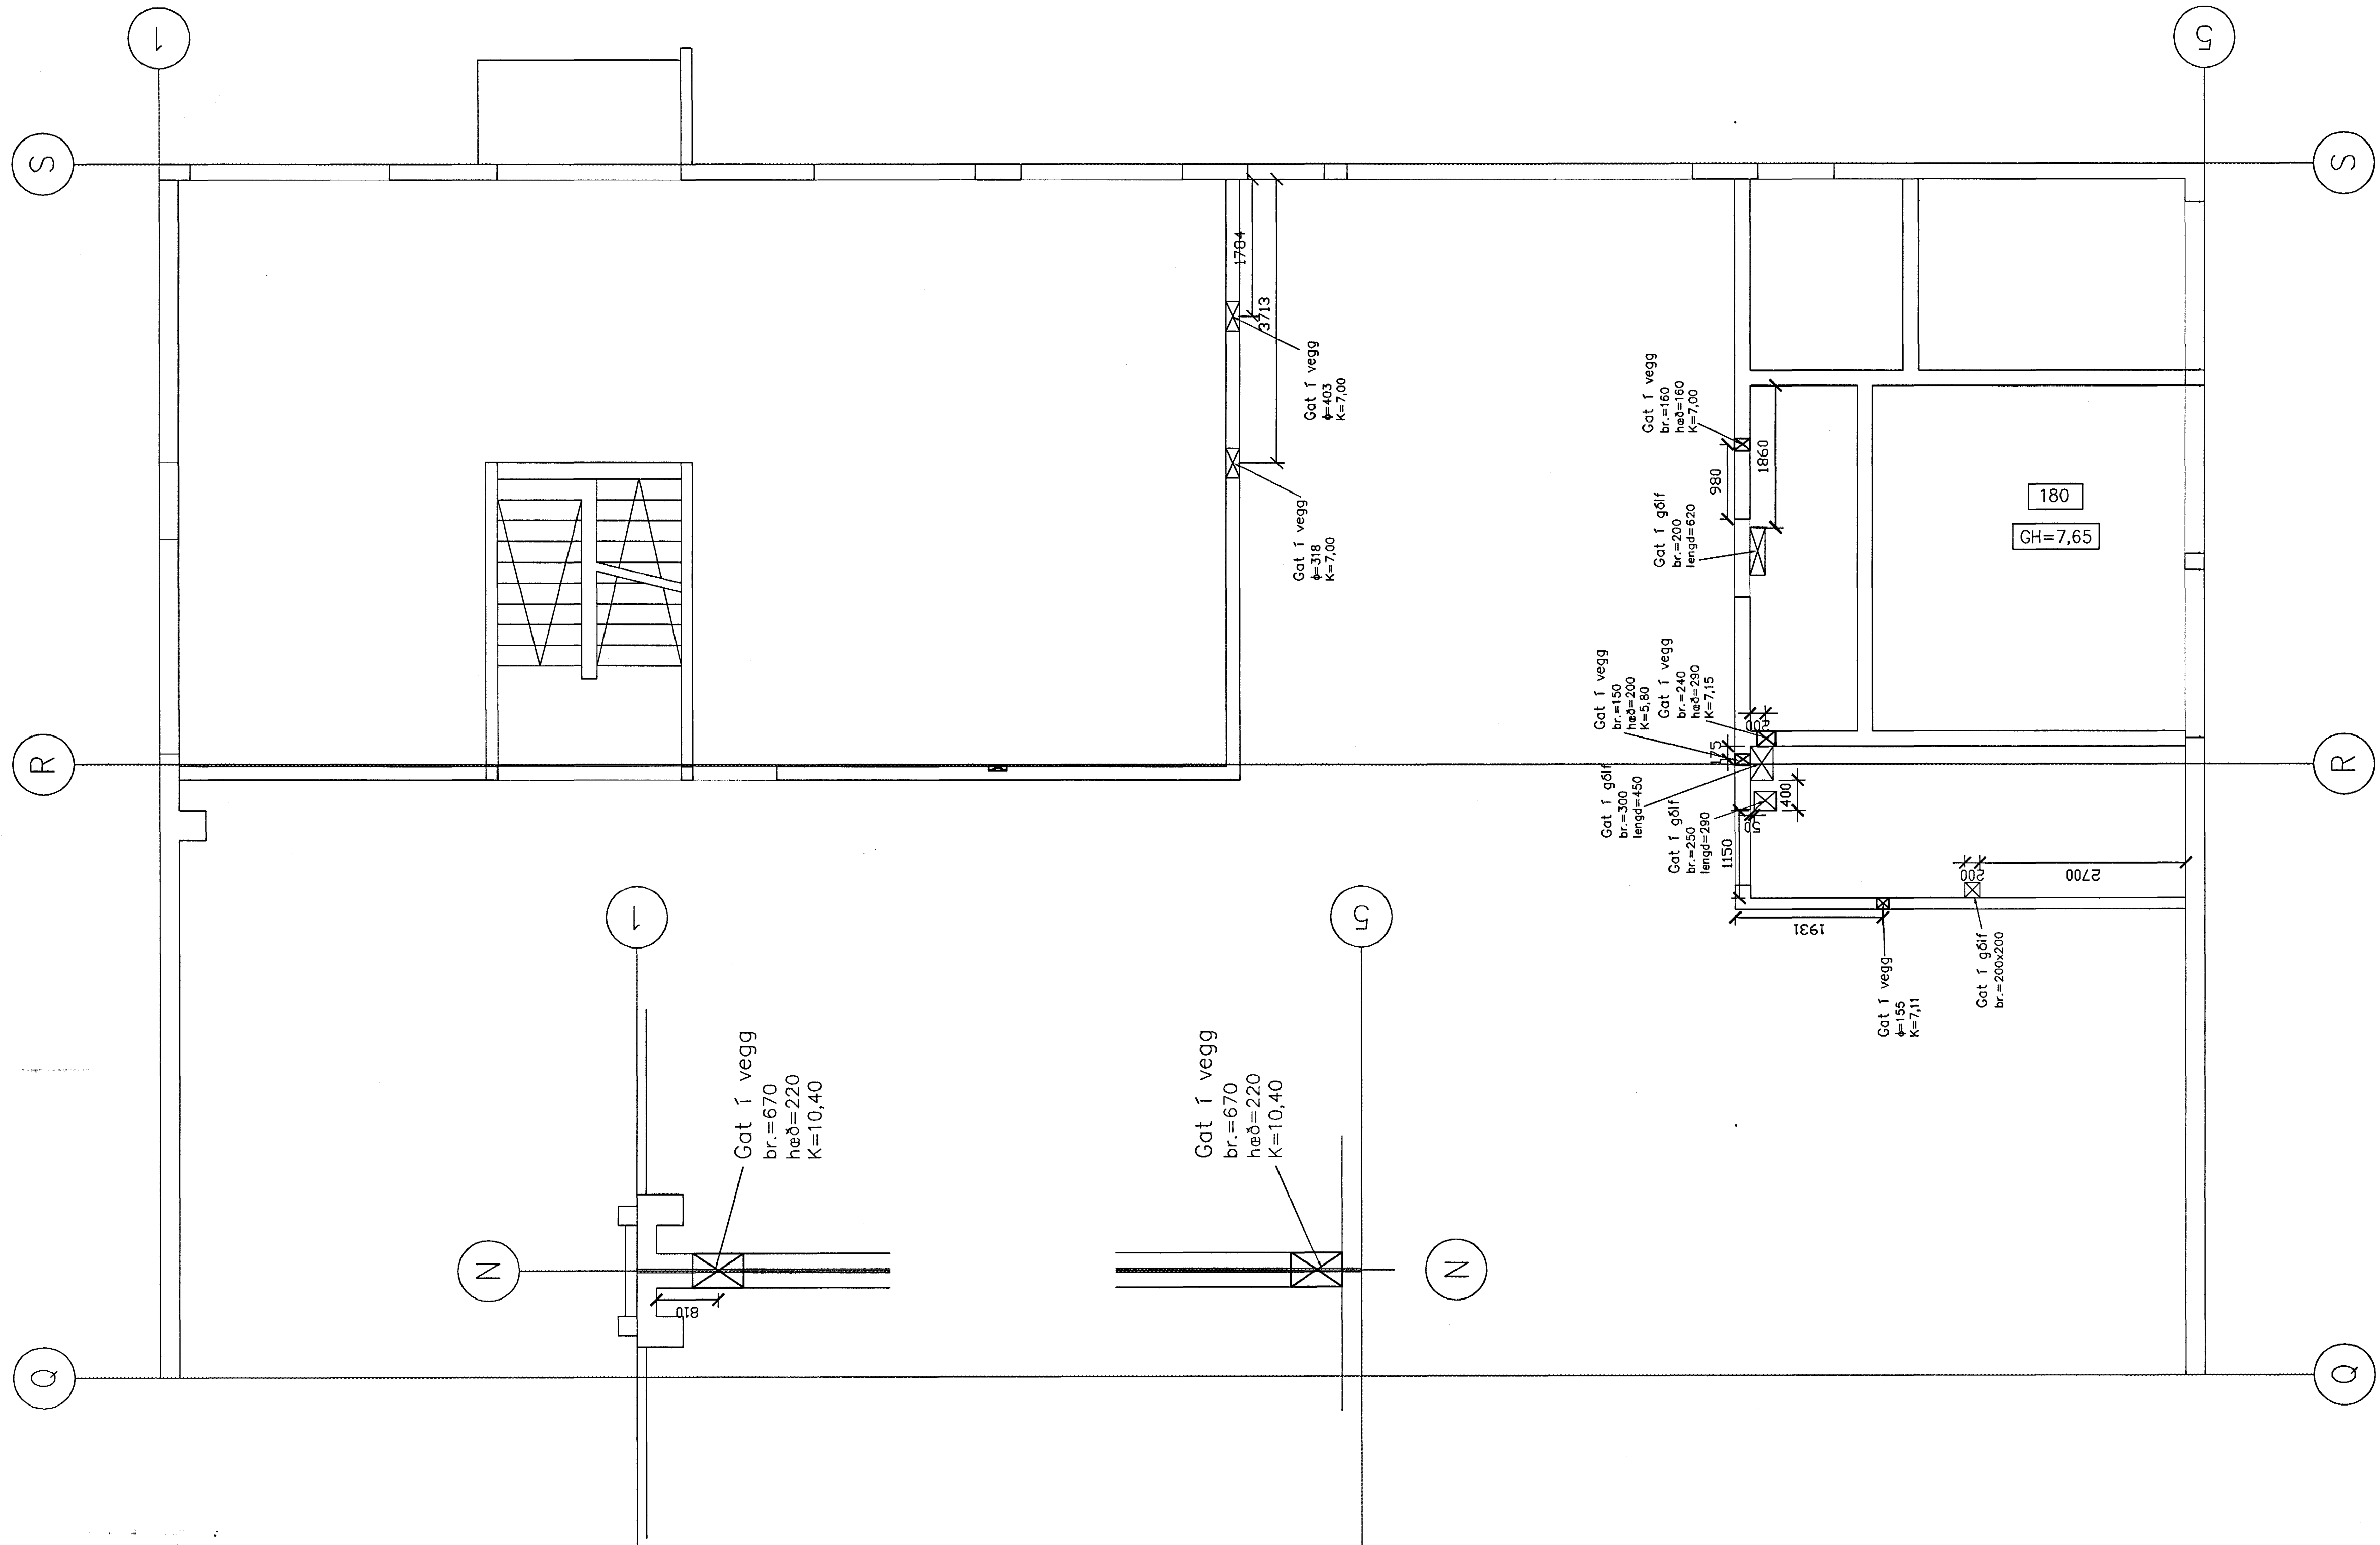 1
5
S
S
1784
3713
Gat í vegg
ϕ=403
K=7,00
Gat í vegg
ϕ=318
K=7,00
Gat í vegg
br.=160
hæð=160
K=7,00
980
1860
Gat í gólf
br.=200
lengd=620
180
GH=7,65
Gat í vegg
br.=150
hæð=200
K=5,80
Gat í vegg
br.=240
hæð=290
K=7,15
200
175
R
R
Gat í gólf
br.=300
lengd=450
Gat í gólf
br.=250
lengd=290
400
50
1150
200
2700
1931
Gat í vegg
ϕ=155
K=7,11
Gat í gólf
br.=200x200
1
5
Gat í vegg
br.=670
hæð=220
K=10,40
Gat í vegg
br.=670
hæð=220
K=10,40
N
N
810
Q
Q